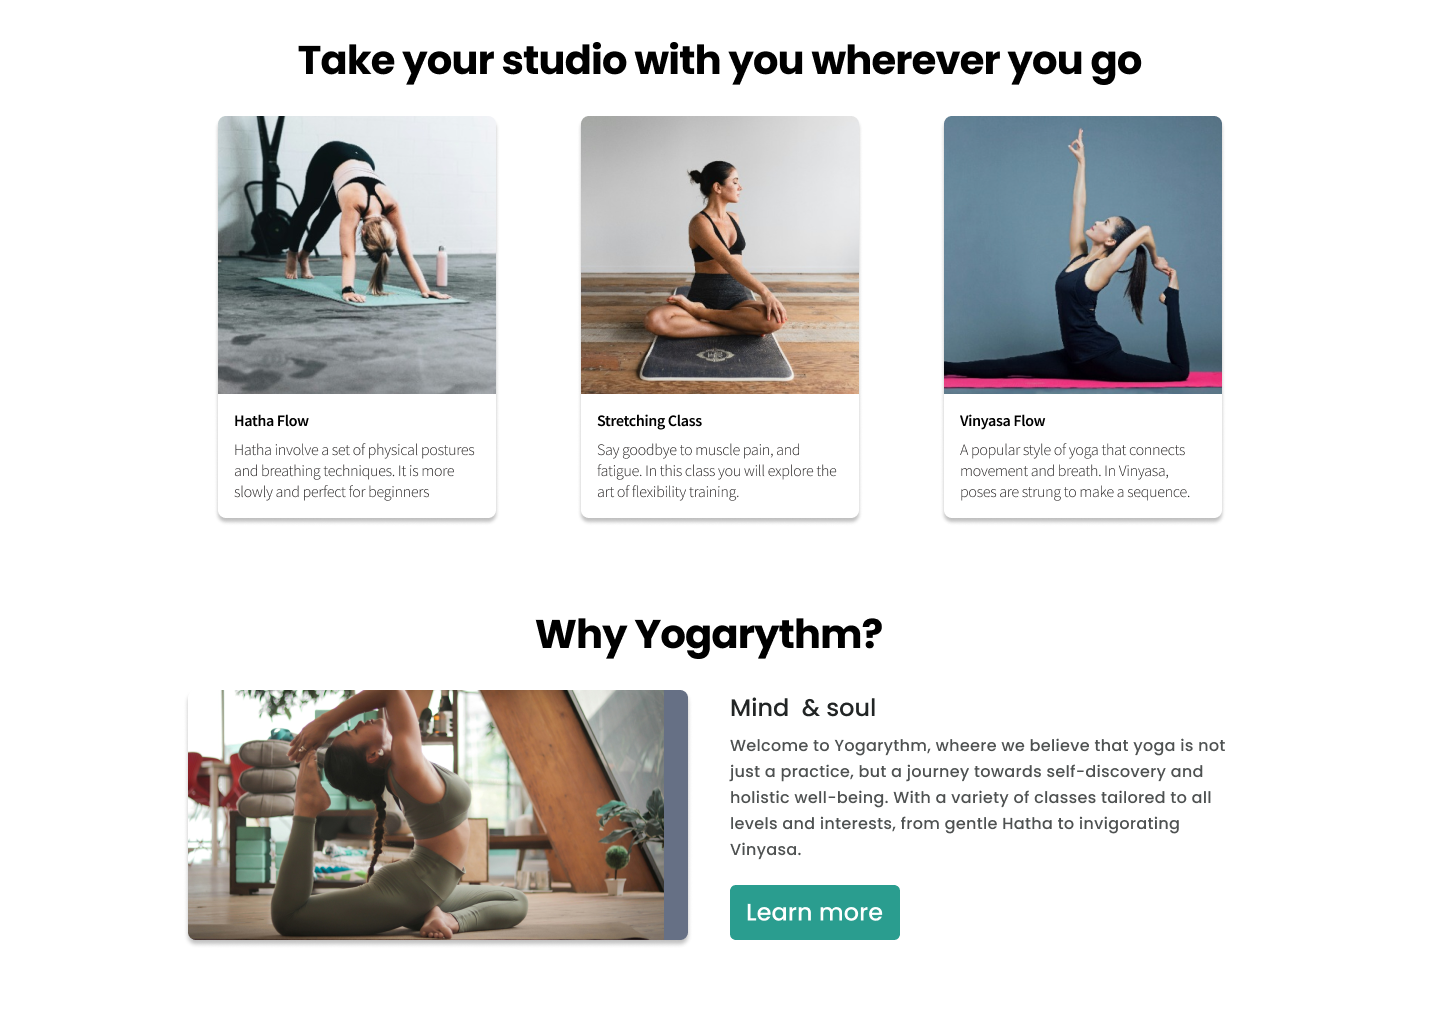 Take your studio with you wherever you go
Hatha Flow
Hatha involve a set of physical postures
and breathing techniques. It is more
slowly and perfect for beginners
Stretching Class
Say goodbye to muscle pain, and
fatigue. In this class you will explore the
art of flexibility training.
Vinyasa Flow
A popular style of yoga that connects
movement and breath. In Vinyasa,
poses are strung to make a sequence.
Why Yogarythm?
Mind  & soul
Welcome to Yogarythm, wheere we believe that yoga is not
just a practice, but a journey towards self-discovery and
holistic well-being. With a variety of classes tailored to all
levels and interests, from gentle Hatha to invigorating
Vinyasa.
Learn more